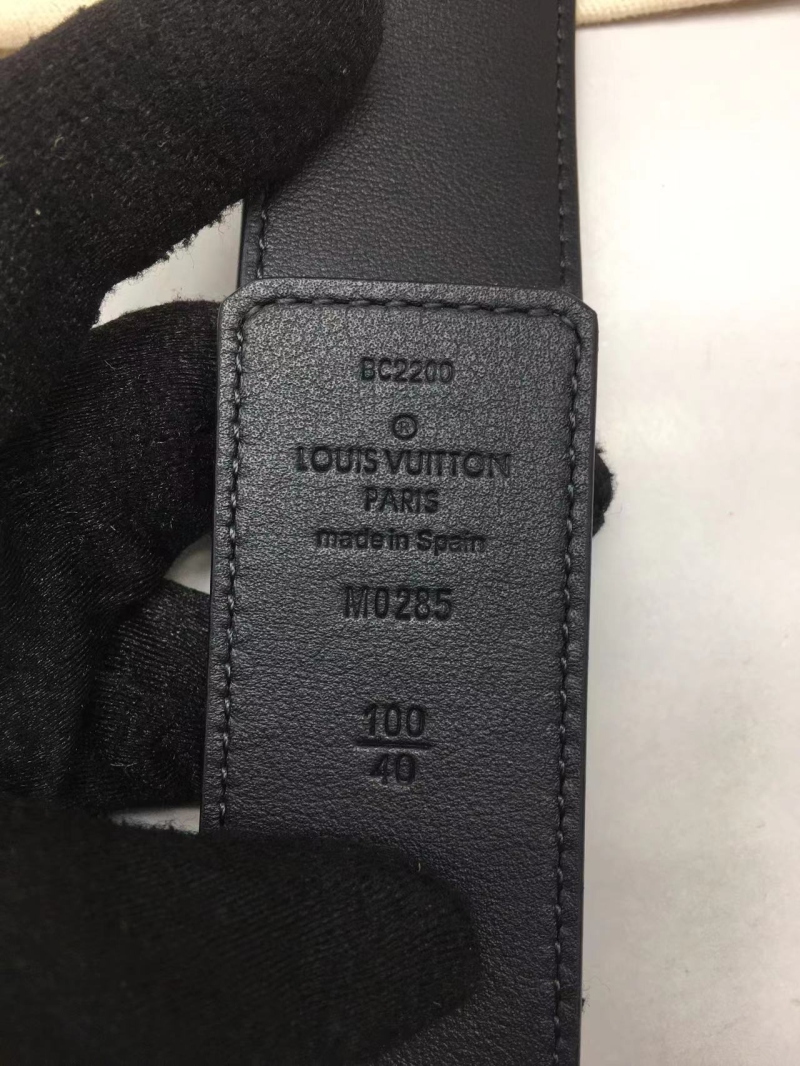 BC2200
®
LOUIS VUITTON
PARIS
made in Spain
M0285
100
40